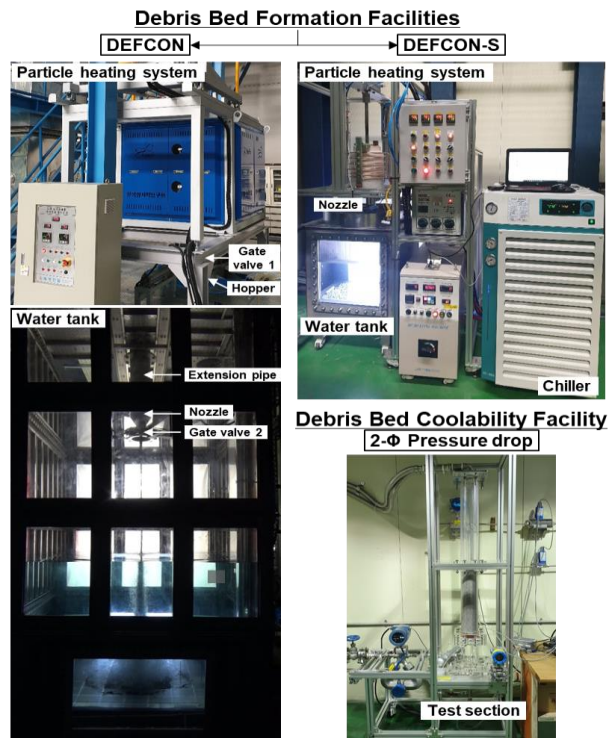 Debris Bed Formation Facilities
DEFCON
DEFCON-S
Particle heating system
Gate valve 1
Hopper
Water tank
Extension pipe
Nozzle
Gate valve 2
Particle heating system
Nozzle
Water tank
Chiller
Debris Bed Coolability Facility
2-Φ Pressure drop
Test section